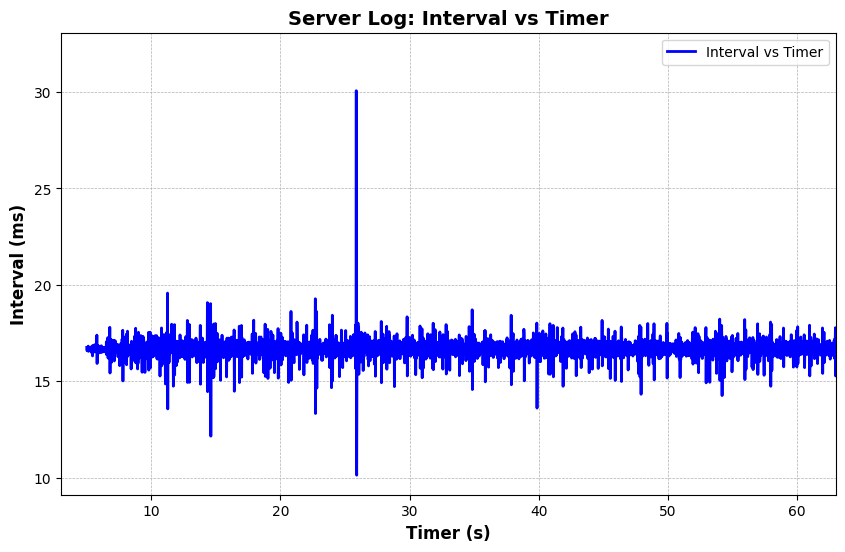 Server Log: Interval vs Timer
Interval vs Timer
Interval (ms)
30
25
20
15
10
10 20 30 40 50 60
Timer (s)